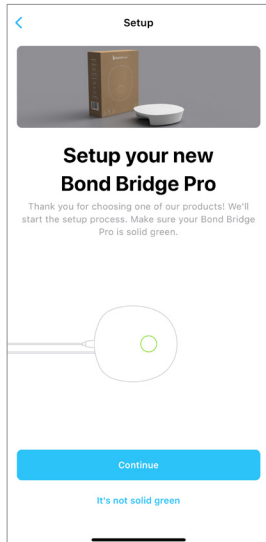 Setup
Setup your new
Bond Bridge Pro
Thank you for choosing one of our products! We'll
start the setup process. Make sure your Bond Bridge
Pro is solid green.
Continue
It's not solid green